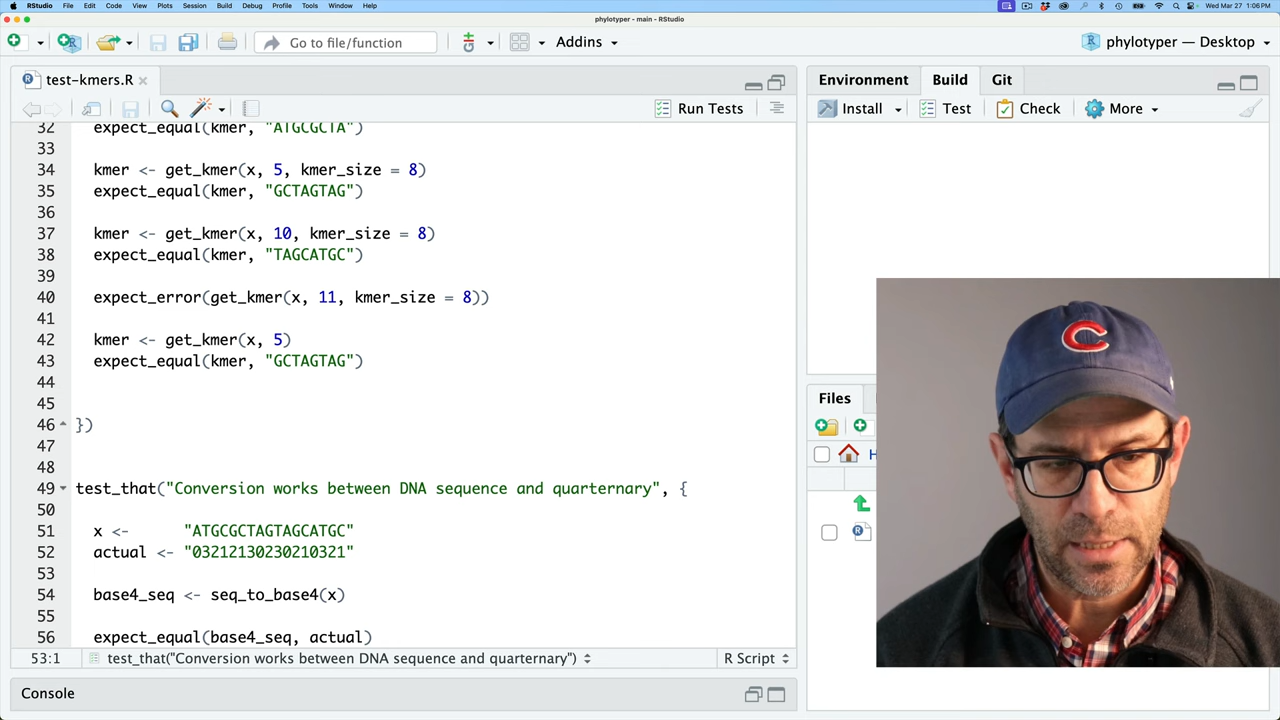 RStudio File Edit Code View Plots Session Build Debug Profile Tools Window Help Wed Mar 27 1:06 PM
phylotyper - main - RStudio
Go to file/function Addins phylotyper — Desktop
test-kmers.R
Environment Build Git
Run Tests
Install Test Check More
32 expect_equal(kmer, "ATGCGCTA")
33
34 kmer <- get_kmer(x, 5, kmer_size = 8)
35 expect_equal(kmer, "GCTAGTAG")
36
37 kmer <- get_kmer(x, 10, kmer_size = 8)
38 expect_equal(kmer, "TAGCATGC")
39
40 expect_error(get_kmer(x, 11, kmer_size = 8))
41
42 kmer <- get_kmer(x, 5)
43 expect_equal(kmer, "GCTAGTAG")
44
45
46 })
47
48
49 test_that("Conversion works between DNA sequence and quarternary", {
50
51 x <- "ATGCGCTAGTAGCATGC"
52 actual <- "03212130230210321"
53
54 base4_seq <- seq_to_base4(x)
55
56 expect_equal(base4_seq, actual)
53:1 test_that("Conversion works between DNA sequence and quarternary") R Script
Console
Files
H
C